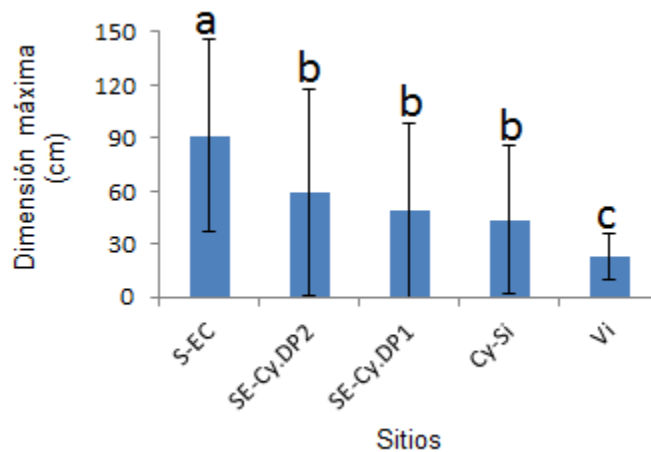 Dimensión máxima
(cm)
150
120
90
60
30
0
a
b
b
b
c
S-EC
SE-Cy.DP2
SE-Cy.DP1
Cy-Si
Vi
Sitios